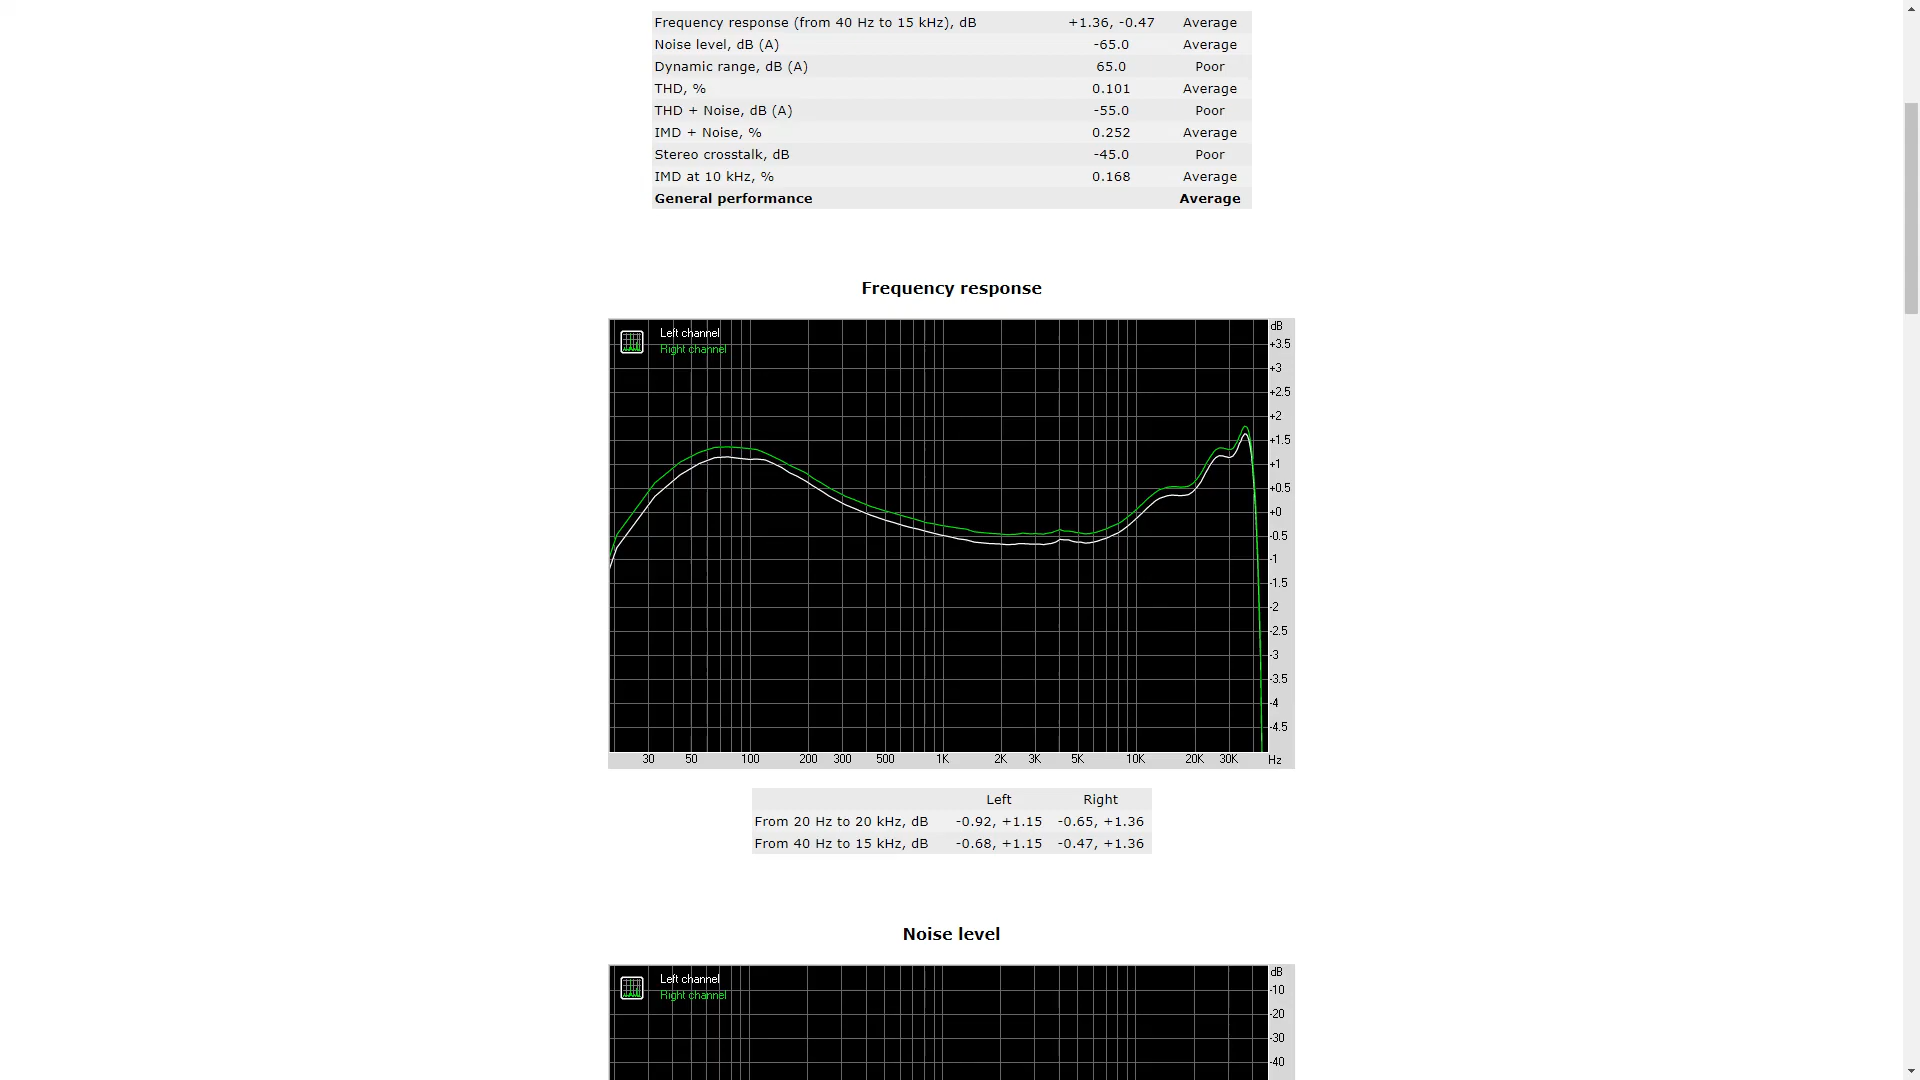 Frequency response (from 40 Hz to 15 kHz), dB +1.36, -0.47 Average
Noise level, dB (A) -65.0 Average
Dynamic range, dB (A) 65.0 Poor
THD, % 0.101 Average
THD + Noise, dB (A) -55.0 Poor
IMD + Noise, % 0.252 Average
Stereo crosstalk, dB -45.0 Poor
IMD at 10 kHz, % 0.168 Average
General performance Average
Frequency response
Left channel
Right channel
dB
+3.5
+3
+2.5
+2
+1.5
+1
+0.5
+0
-0.5
-1
-1.5
-2
-2.5
-3
-3.5
-4
-4.5
30 50 100 200 300 500 1K 2K 3K 5K 10K 20K 30K Hz
Left Right
From 20 Hz to 20 kHz, dB -0.92, +1.15 -0.65, +1.36
From 40 Hz to 15 kHz, dB -0.68, +1.15 -0.47, +1.36
Noise level
Left channel
Right channel
dB
-10
-20
-30
-40